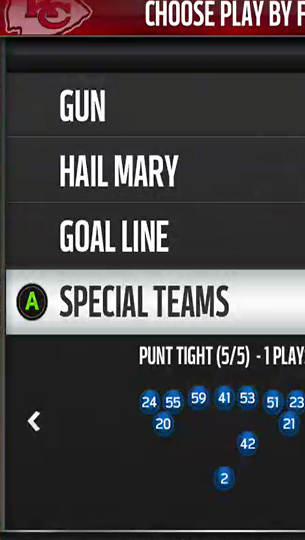 KC
CHOOSE PLAY BY F
GUN
HAIL MARY
GOAL LINE
A SPECIAL TEAMS
PUNT TIGHT (5/5) - 1 PLAY
24 55 59 41 53 51 23
20 21
42
2